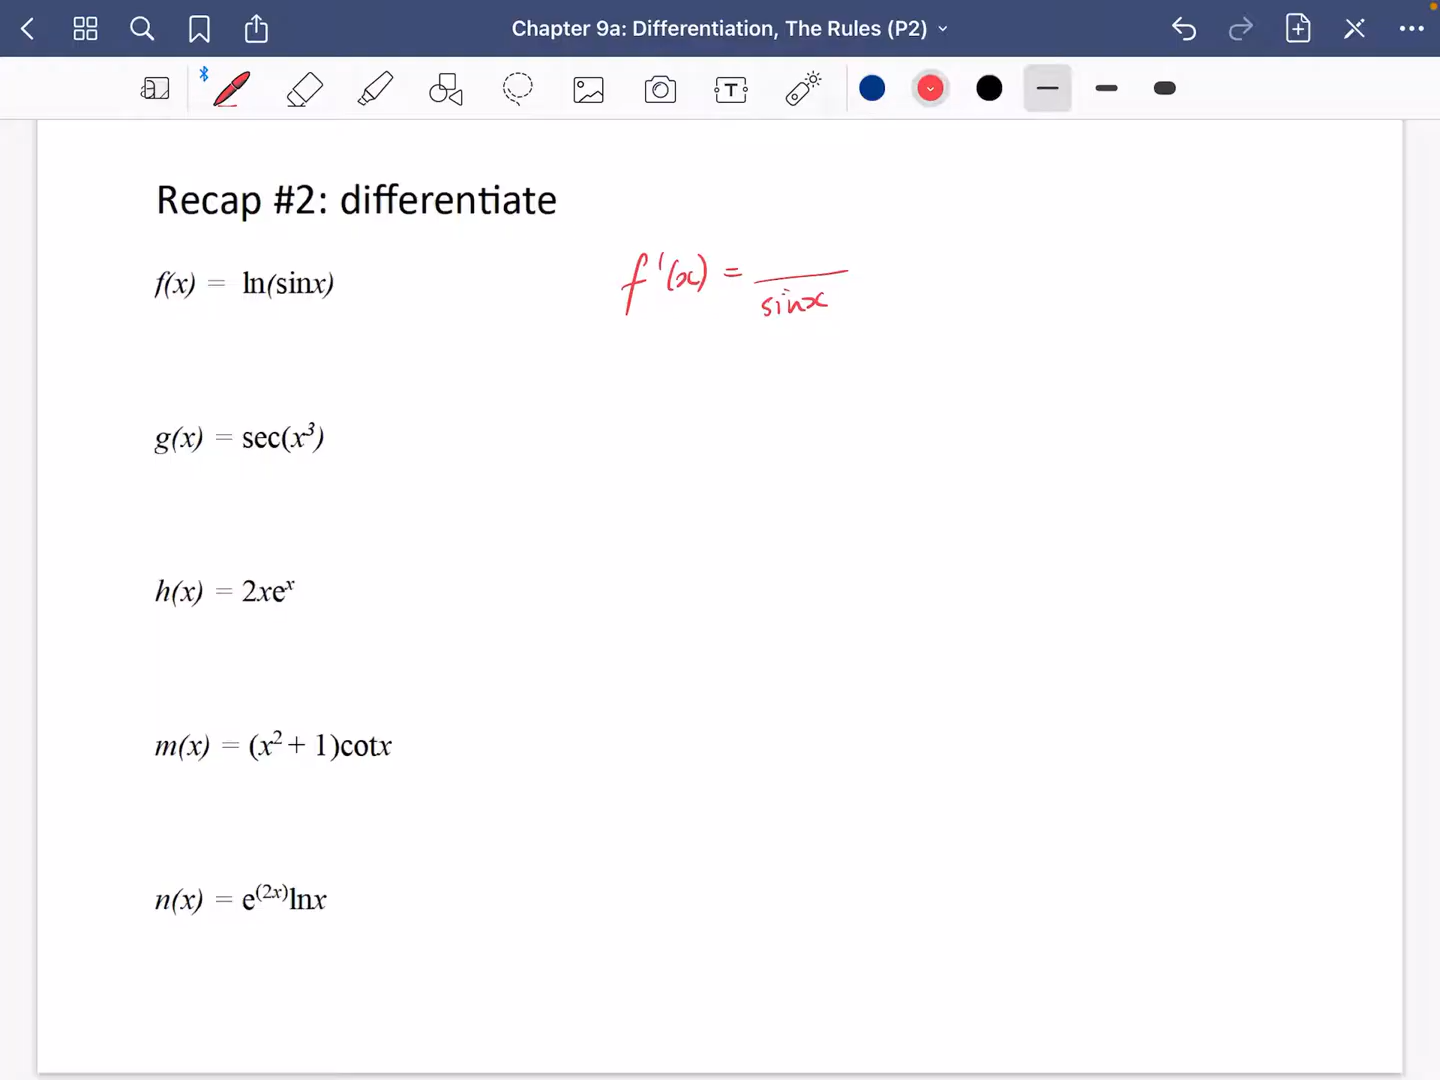 Chapter 9a: Differentiation, The Rules (P2)
T
Recap #2: differentiate
f(x) = ln(sinx)
f'(x) = ___/sinx
g(x) = sec(x³)
h(x) = 2xeˣ
m(x) = (x² + 1)cotx
n(x) = e⁽²ˣ⁾lnx